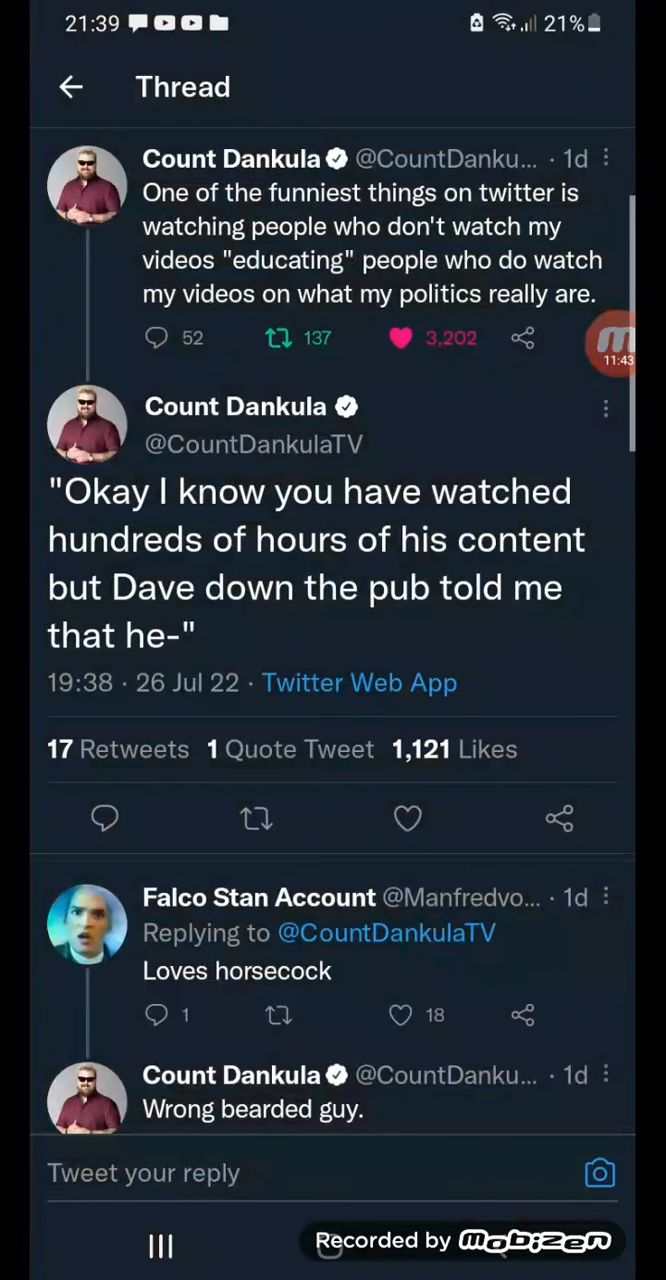 21:39 21%
Thread
Count Dankula @CountDanku... · 1d
One of the funniest things on twitter is
watching people who don't watch my
videos "educating" people who do watch
my videos on what my politics really are.
52 137 3,202
11:43
Count Dankula
@CountDankulaTV
"Okay I know you have watched
hundreds of hours of his content
but Dave down the pub told me
that he-"
19:38 · 26 Jul 22 · Twitter Web App
17 Retweets 1 Quote Tweet 1,121 Likes
Falco Stan Account @Manfredvo... · 1d
Replying to @CountDankulaTV
Loves horsecock
1 18
Count Dankula @CountDanku... · 1d
Wrong bearded guy.
Tweet your reply
Recorded by mobizen